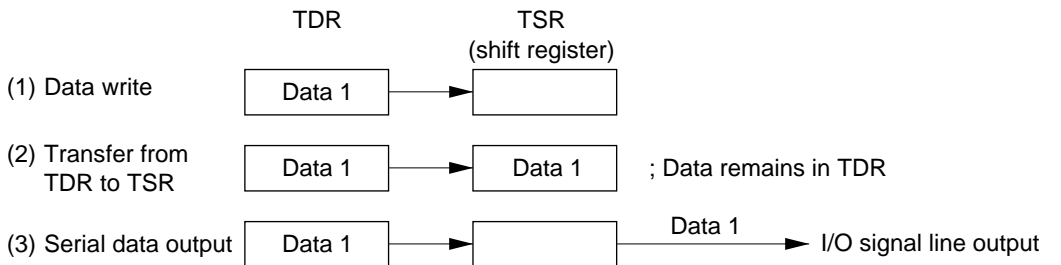 TDR TSR
(shift register)
(1) Data write Data 1
(2) Transfer from
TDR to TSR Data 1 Data 1 ; Data remains in TDR
(3) Serial data output Data 1 Data 1 I/O signal line output